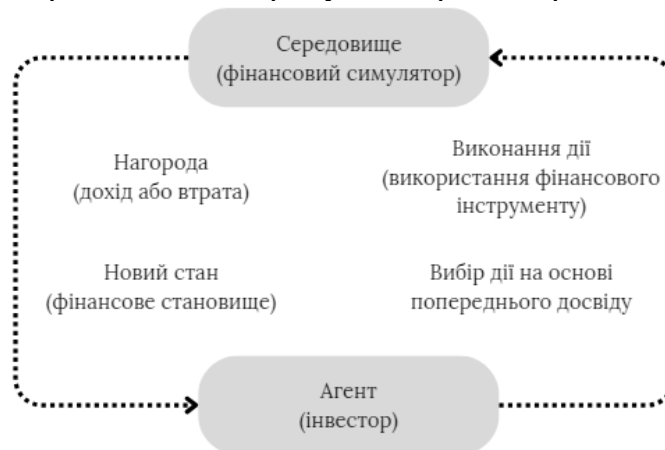 Середовище
(фінансовий симулятор)
Нагорода
(дохід або втрата)
Виконання дії
(використання фінансового
інструменту)
Новий стан
(фінансове становище)
Вибір дії на основі
попереднього досвіду
Агент
(інвестор)